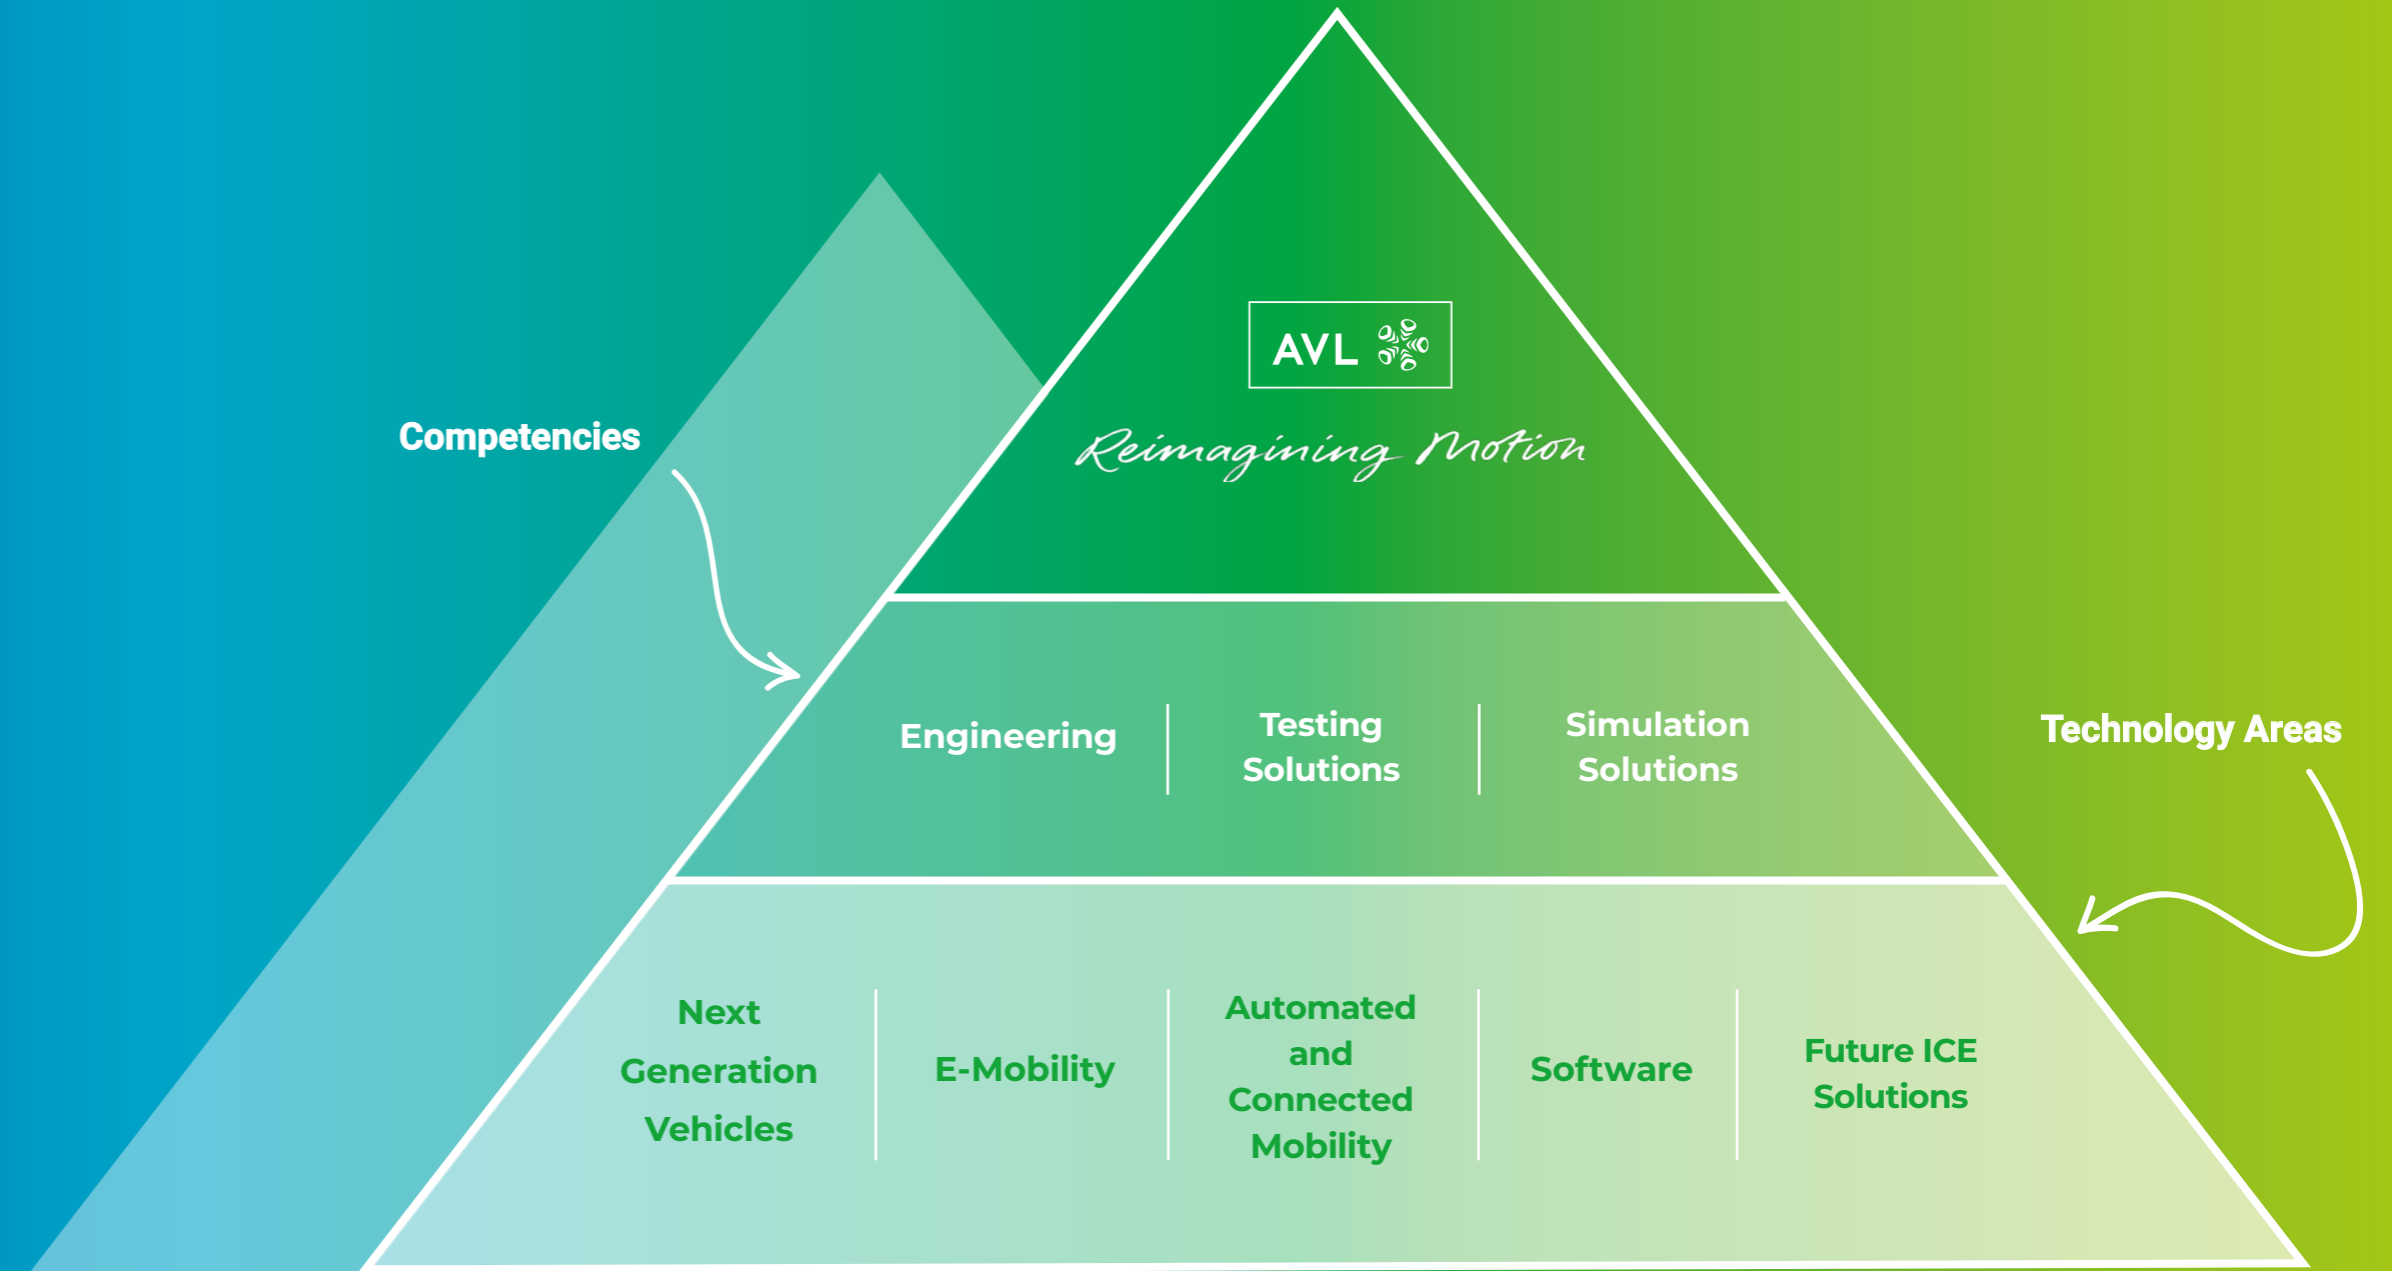 AVL
Reimagining Motion
Competencies
Engineering
Testing
Solutions
Simulation
Solutions
Technology Areas
Next
Generation
Vehicles
E-Mobility
Automated
and
Connected
Mobility
Software
Future ICE
Solutions